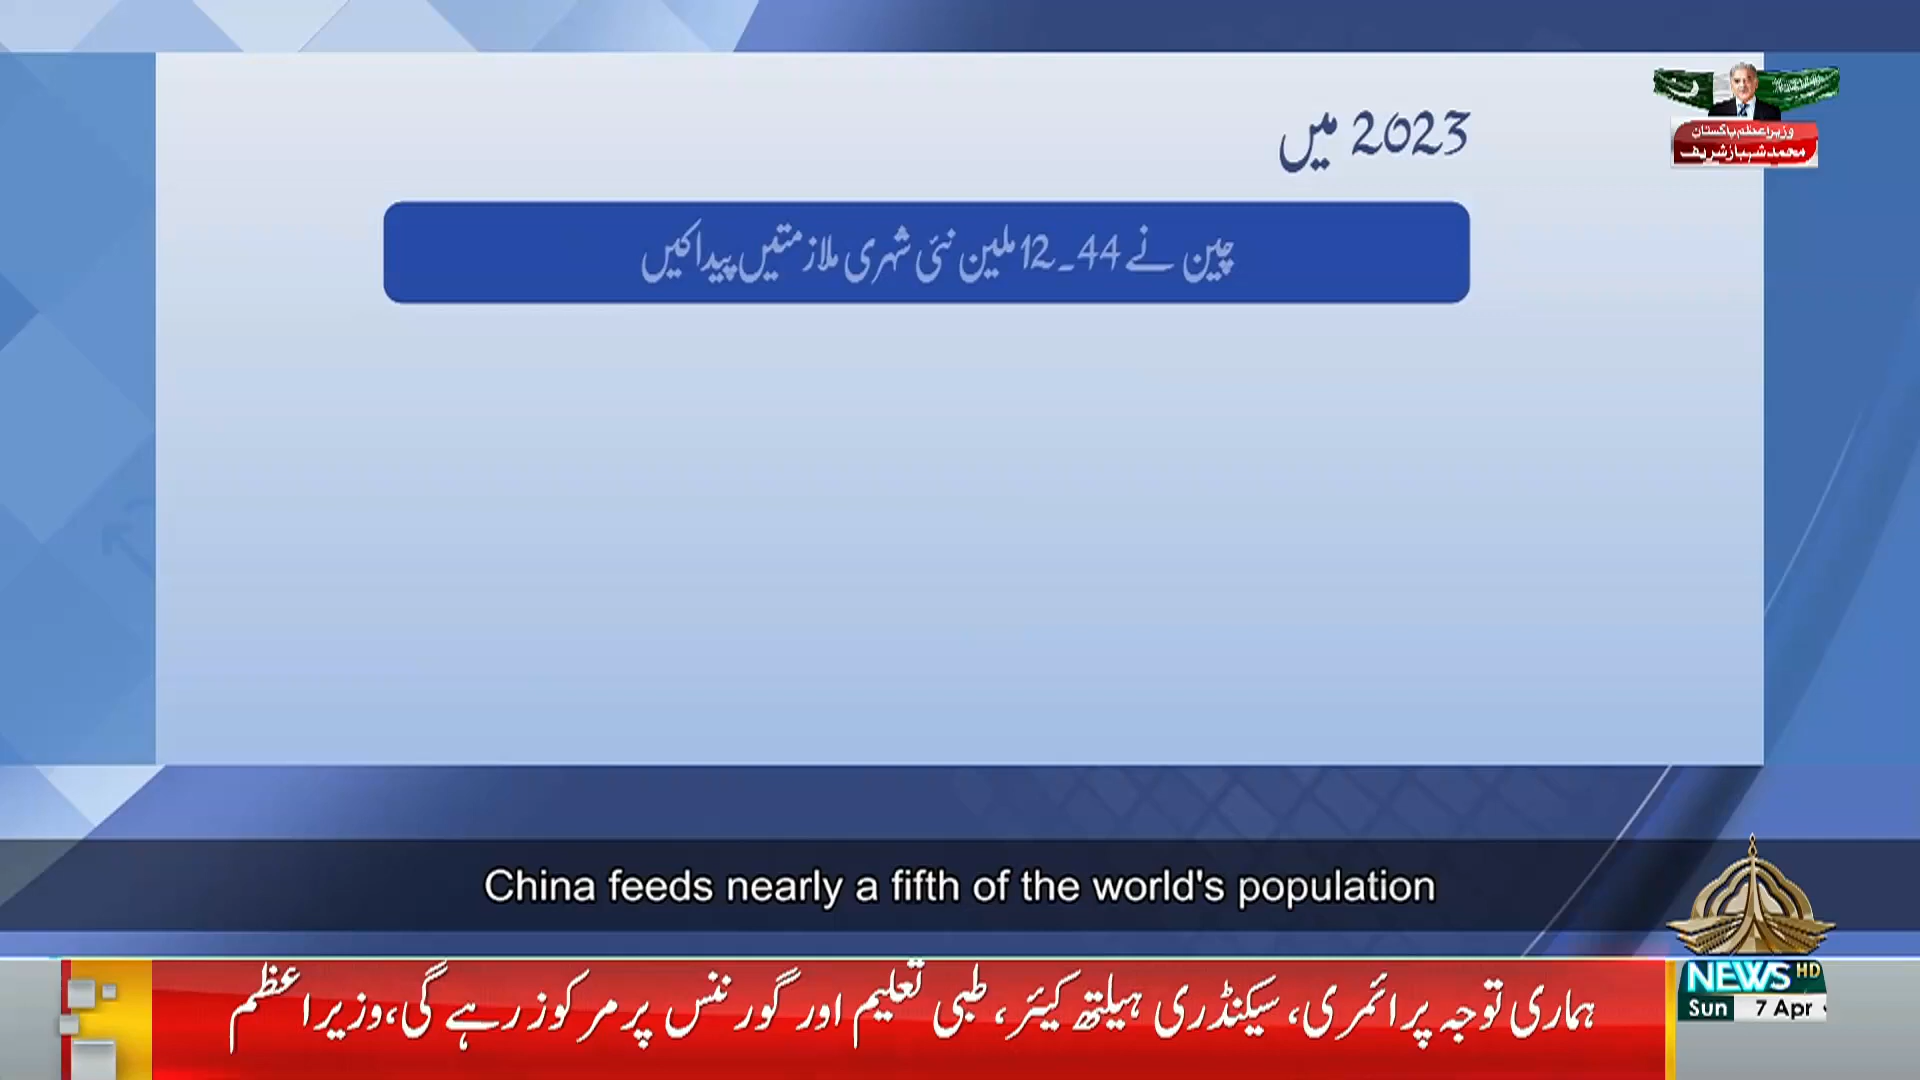 2023 میں
وزیراعظم پاکستان
محمد شہباز شریف
چین نے 44۔12 ملین نئی شہری ملازمتیں پیدا کیں
China feeds nearly a fifth of the world's population
ہماری توجہ پرائمری، سیکنڈری ہیلتھ کیئر، طبی تعلیم اور گورننس پر مرکوز رہے گی،وزیراعظم
NEWS HD
Sun 7 Apr